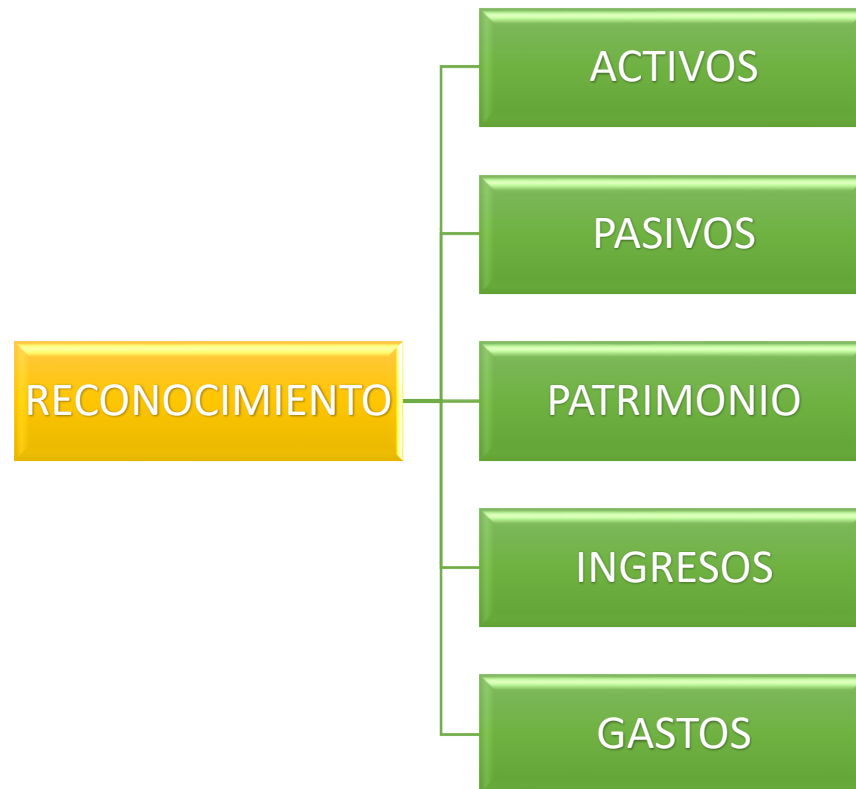 ACTIVOS
PASIVOS
RECONOCIMIENTO
PATRIMONIO
INGRESOS
GASTOS